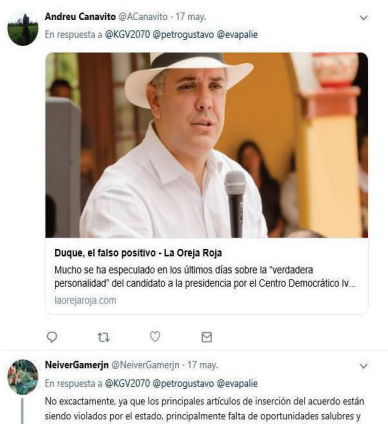 Andreu Canavito @ACanavito · 17 may.
En respuesta a @KGV2070 @petrogustavo @evapalie
Duque, el falso positivo - La Oreja Roja
Mucho se ha especulado en los últimos días sobre la “verdadera
personalidad” del candidato a la presidencia por el Centro Democrático Iv...
laorejaroja.com
NeiverGamerjn @NeiverGamerjn · 17 may.
En respuesta a @KGV2070 @petrogustavo @evapalie
No exactamente, ya que los principales artículos de inserción del acuerdo están
siendo violados por el estado, principalmente falta de oportunidades salubres y